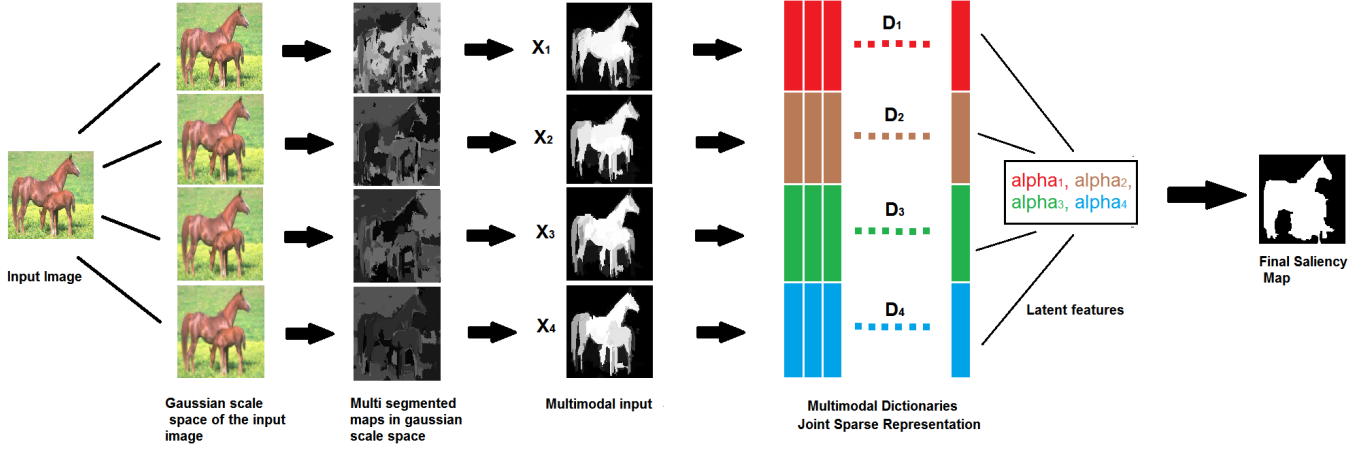 X₁
D₁
X₂
D₂
alpha₁, alpha₂,
alpha₃, alpha₄
X₃
D₃
Input Image
Final Saliency
Map
X₄
D₄
Latent features
Gaussian scale
space of the input
image
Multi segmented
maps in gaussian
scale space
Multimodal input
Multimodal Dictionaries
Joint Sparse Representation